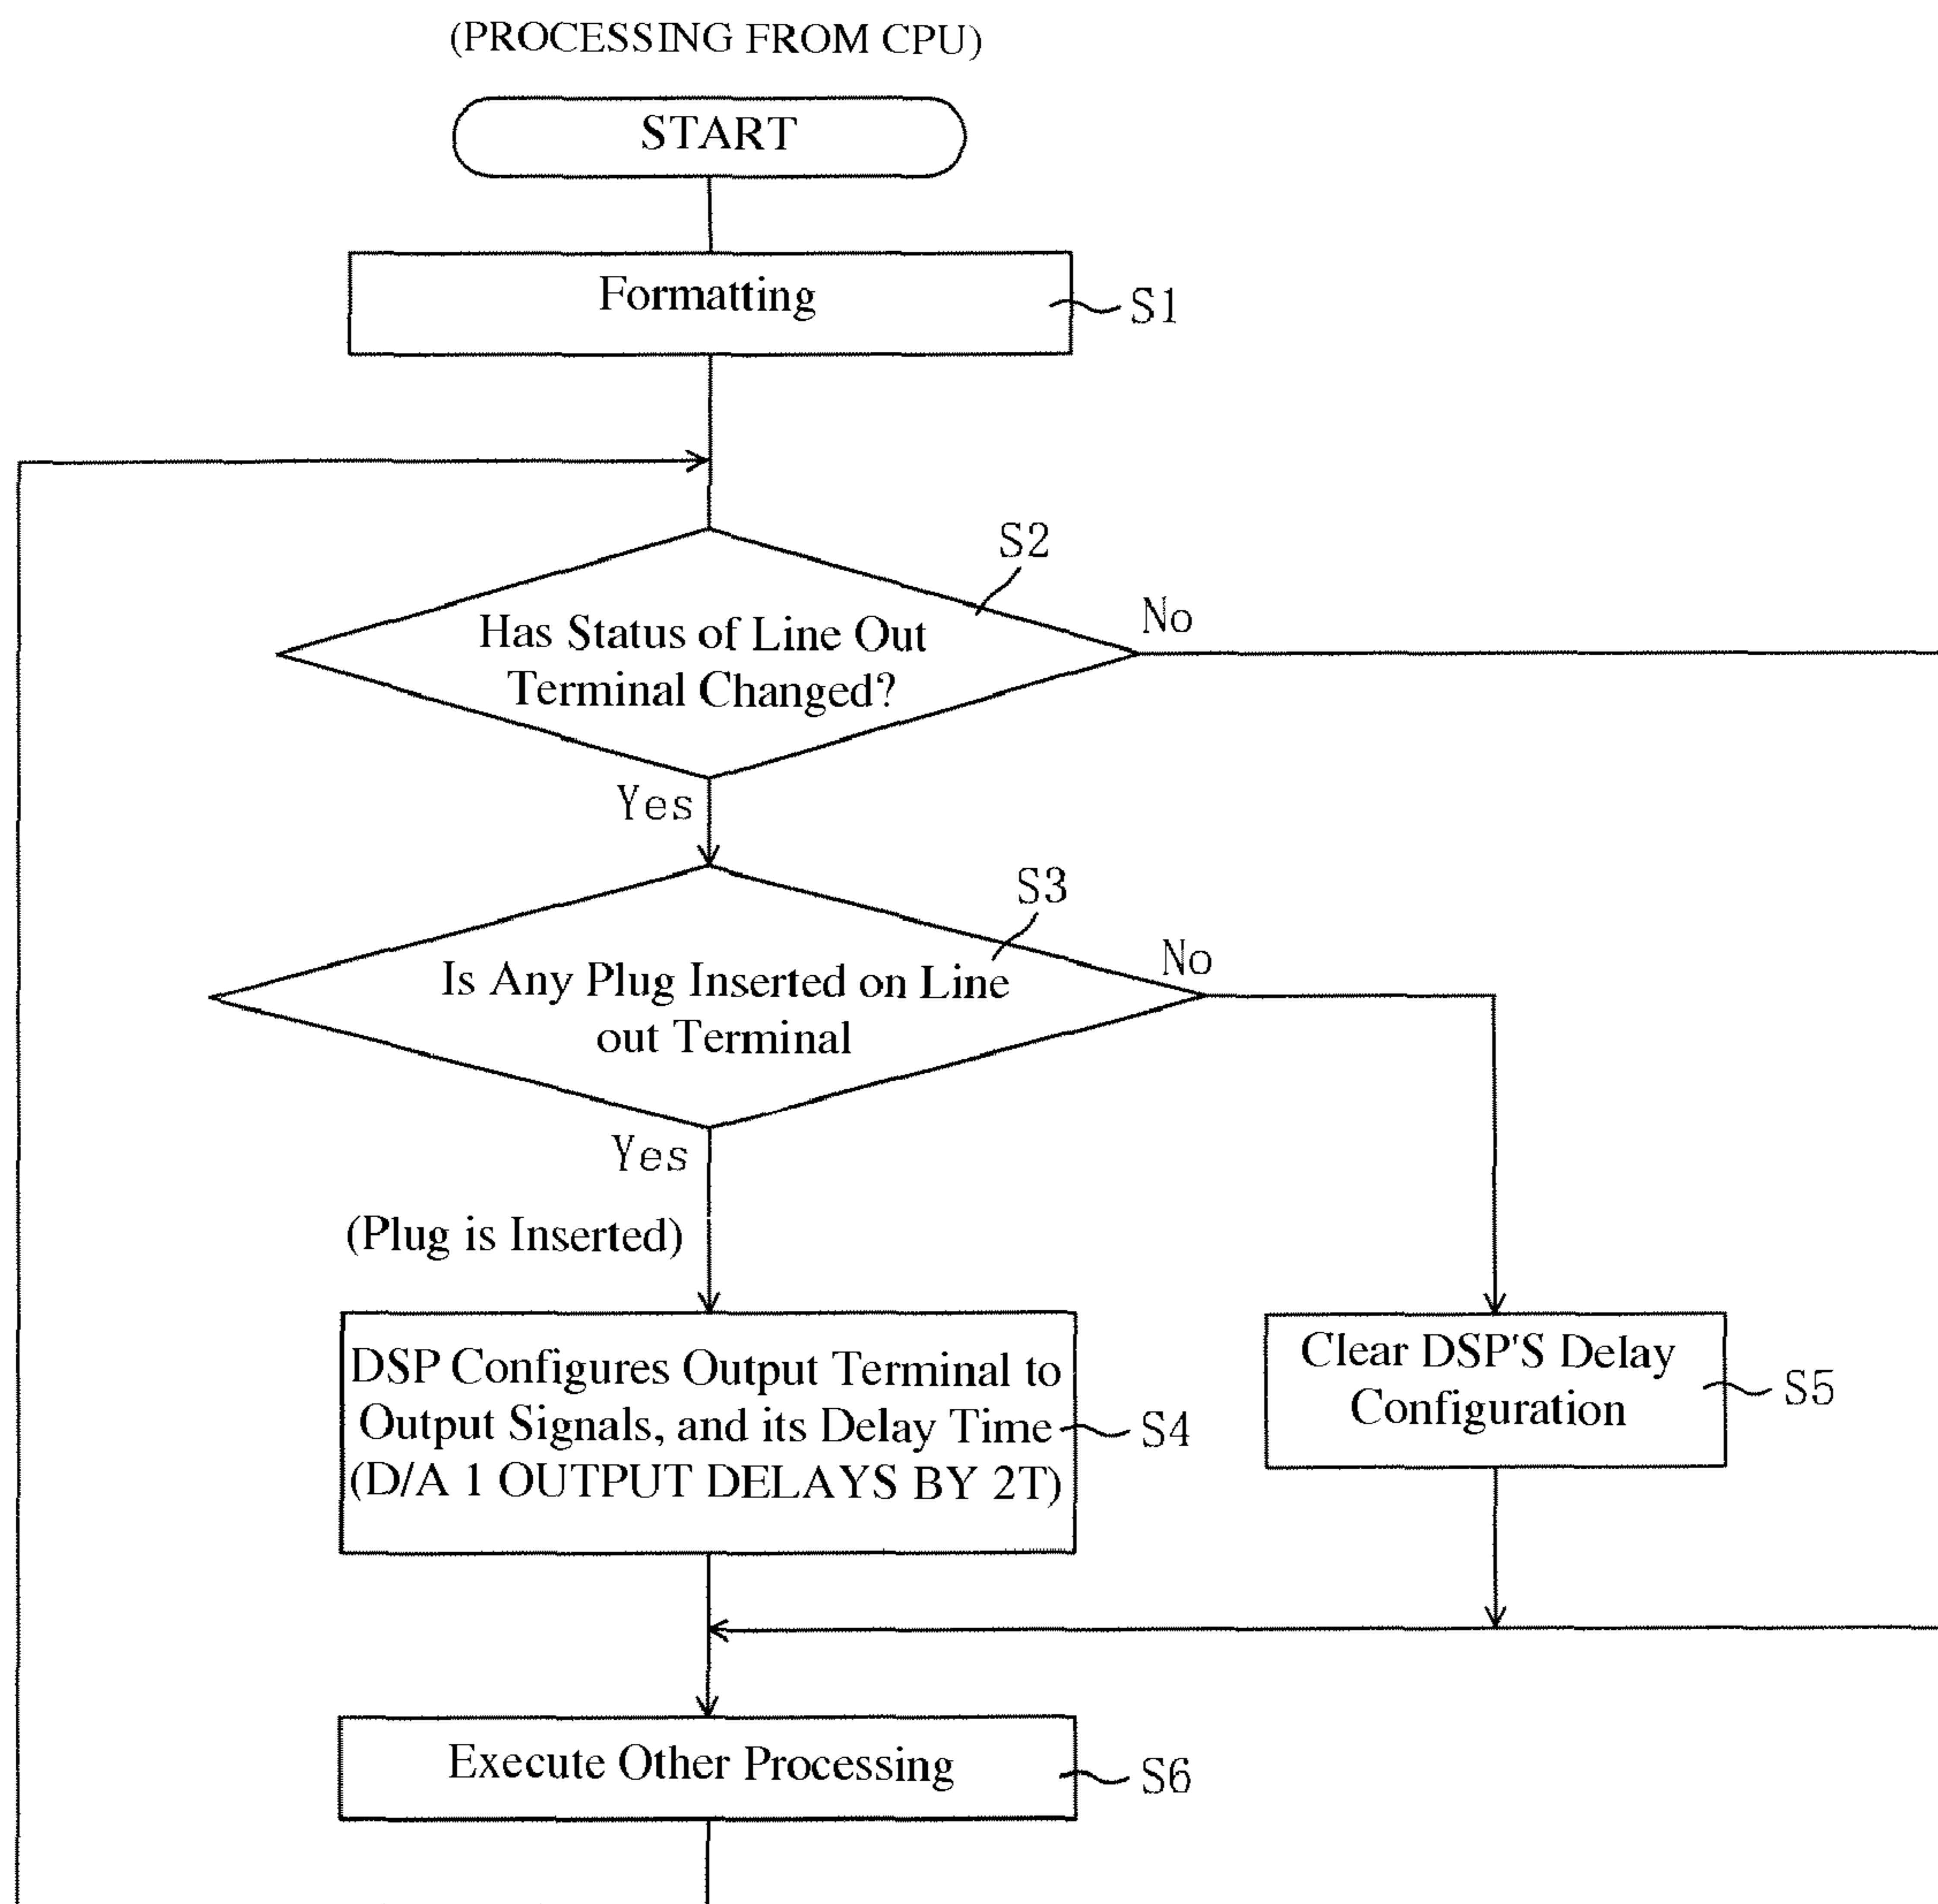 (PROCESSING FROM CPU)
START
Formatting
S1
S2
No
Has Status of Line Out
Terminal Changed?
Yes
S3
No
Is Any Plug Inserted on Line
out Terminal
Yes
(Plug is Inserted)
DSP Configures Output Terminal to
Output Signals, and its Delay Time
(D/A 1 OUTPUT DELAYS BY 2T)
S4
Clear DSP'S Delay
Configuration
S5
Execute Other Processing
S6